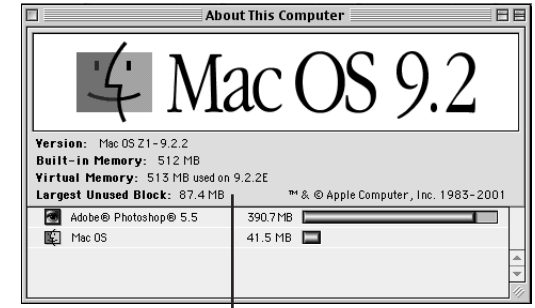 About This Computer
Mac OS 9.2
Version: Mac OS Z1-9.2.2
Built-in Memory: 512 MB
Virtual Memory: 513 MB used on 9.2.2E
Largest Unused Block: 87.4 MB ™ & © Apple Computer, Inc. 1983-2001
Adobe® Photoshop® 5.5 390.7 MB
Mac OS 41.5 MB